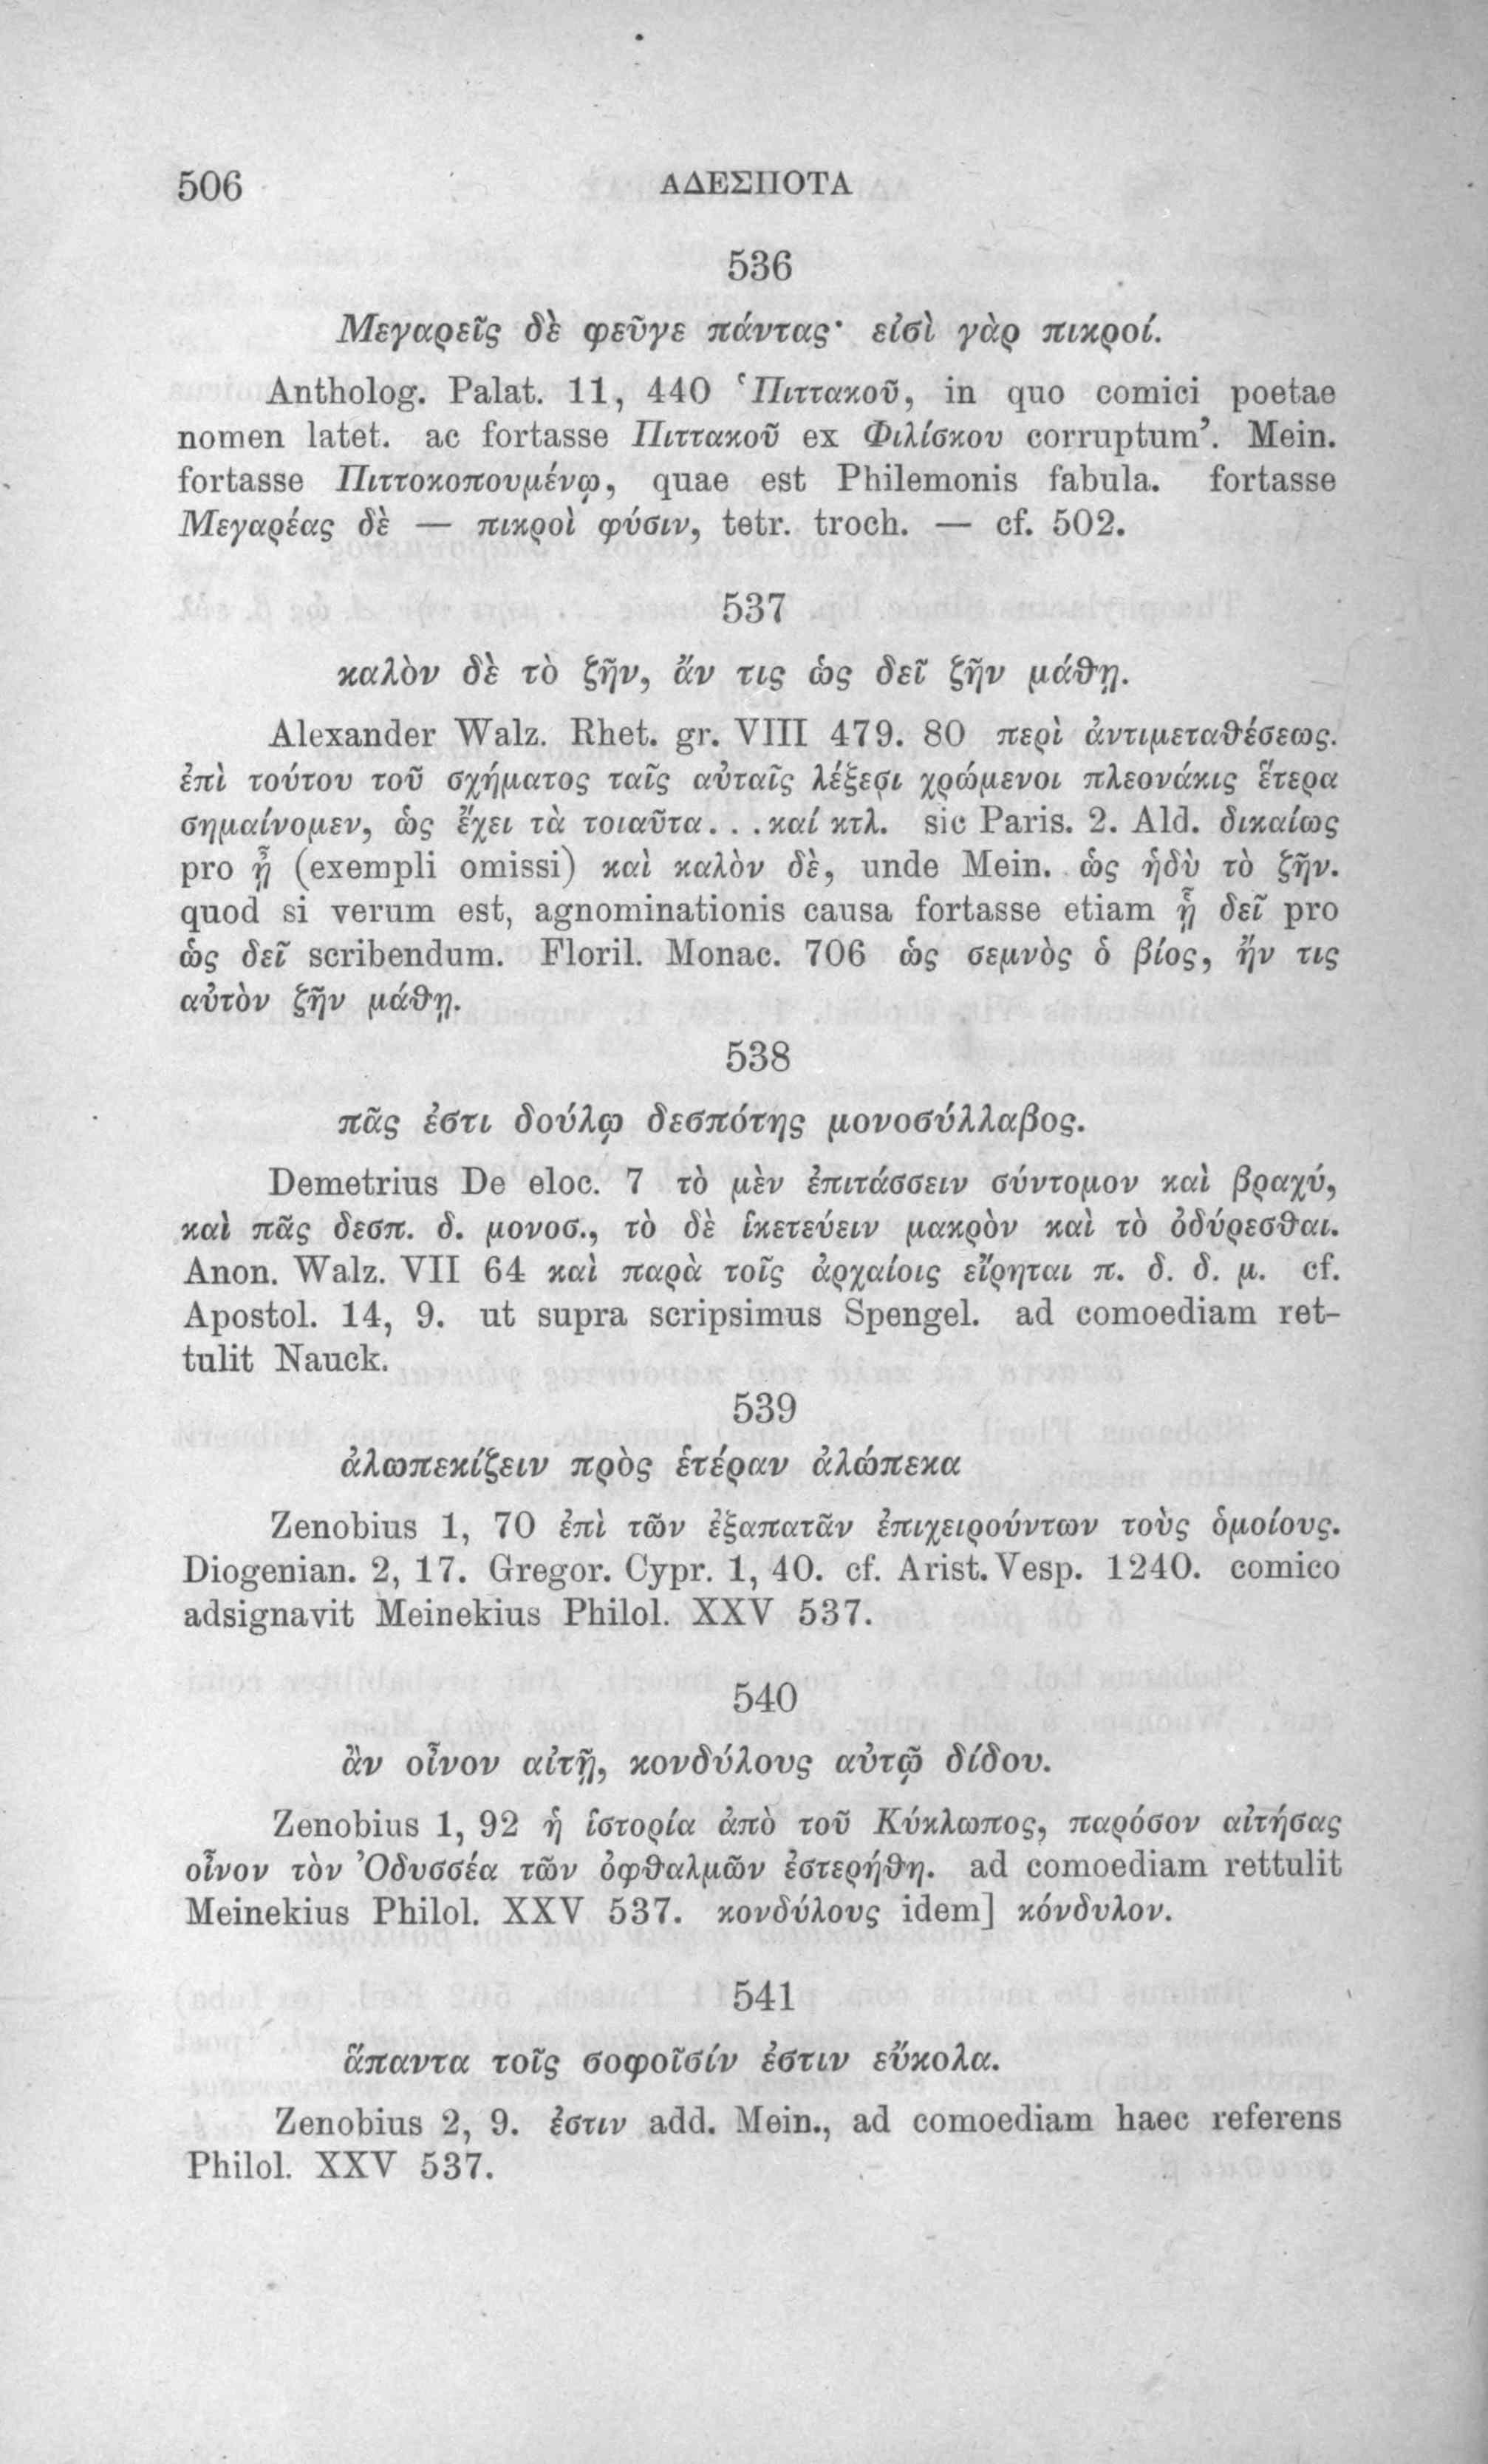 506 ΑΔΕΣΠΟΤΑ
536
Μεγαρεῖς δὲ φεῦγε πάντας· εἰσὶ γὰρ πικροί.
Antholog. Palat. 11, 440 ‘Πιττακοῦ, in quo comici poetae
nomen latet. ac fortasse Πιττακοῦ ex Φιλίσκου corruptum’. Mein.
fortasse Πιττοκοπουμένῳ, quae est Philemonis fabula. fortasse
Μεγαρέας δὲ — πικροὶ φύσιν, tetr. troch. — cf. 502.
537
καλὸν δὲ τὸ ζῆν, ἄν τις ὡς δεῖ ζῆν μάθῃ.
Alexander Walz. Rhet. gr. VIII 479. 80 περὶ ἀντιμεταθέσεως.
ἐπὶ τούτου τοῦ σχήματος ταῖς αὐταῖς λέξεσι χρώμενοι πλεονάκις ἕτερα
σημαίνομεν, ὡς ἔχει τὰ τοιαῦτα...καί κτλ. sic Paris. 2. Ald. δικαίως
pro ᾗ (exempli omissi) καὶ καλὸν δὲ, unde Mein. ὡς ἡδὺ τὸ ζῆν.
quod si verum est, agnominationis causa fortasse etiam ᾗ δεῖ pro
ὡς δεῖ scribendum. Floril. Monac. 706 ὡς σεμνὸς ὁ βίος, ἤν τις
αὐτὸν ζῆν μάθῃ.
538
πᾶς ἐστι δούλῳ δεσπότης μονοσύλλαβος.
Demetrius De eloc. 7 τὸ μὲν ἐπιτάσσειν σύντομον καὶ βραχύ,
καὶ πᾶς δεσπ. δ. μονοσ., τὸ δὲ ἱκετεύειν μακρὸν καὶ τὸ ὀδύρεσθαι.
Anon. Walz. VII 64 καὶ παρὰ τοῖς ἀρχαίοις εἴρηται π. δ. δ. μ. cf.
Apostol. 14, 9. ut supra scripsimus Spengel. ad comoediam ret-
tulit Nauck.
539
ἀλωπεκίζειν πρὸς ἑτέραν ἀλώπεκα
Zenobius 1, 70 ἐπὶ τῶν ἐξαπατᾶν ἐπιχειρούντων τοὺς ὁμοίους.
Diogenian. 2, 17. Gregor. Cypr. 1, 40. cf. Arist. Vesp. 1240. comico
adsignavit Meinekius Philol. XXV 537.
540
ἂν οἶνον αἰτῇ, κονδύλους αὐτῷ δίδου.
Zenobius 1, 92 ἡ ἱστορία ἀπὸ τοῦ Κύκλωπος, παρόσον αἰτήσας
οἶνον τὸν Ὀδυσσέα τῶν ὀφθαλμῶν ἐστερήθη. ad comoediam rettulit
Meinekius Philol. XXV 537. κονδύλους idem] κόνδυλον.
541
ἅπαντα τοῖς σοφοῖσίν ἐστιν εὔκολα.
Zenobius 2, 9. ἐστιν add. Mein., ad comoediam haec referens
Philol. XXV 537.